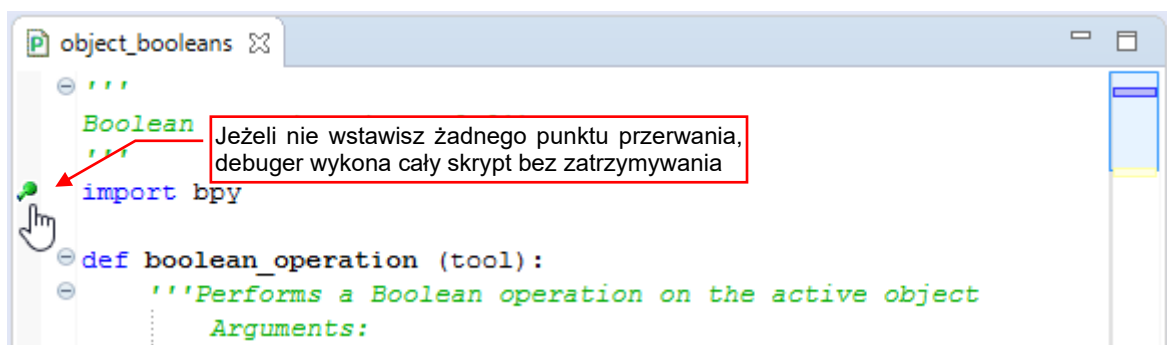 object_booleans
'''
Boolean
Jeżeli nie wstawisz żadnego punktu przerwania,
debuger wykona cały skrypt bez zatrzymywania
'''
import bpy
def boolean_operation (tool):
'''Performs a Boolean operation on the active object
Arguments: